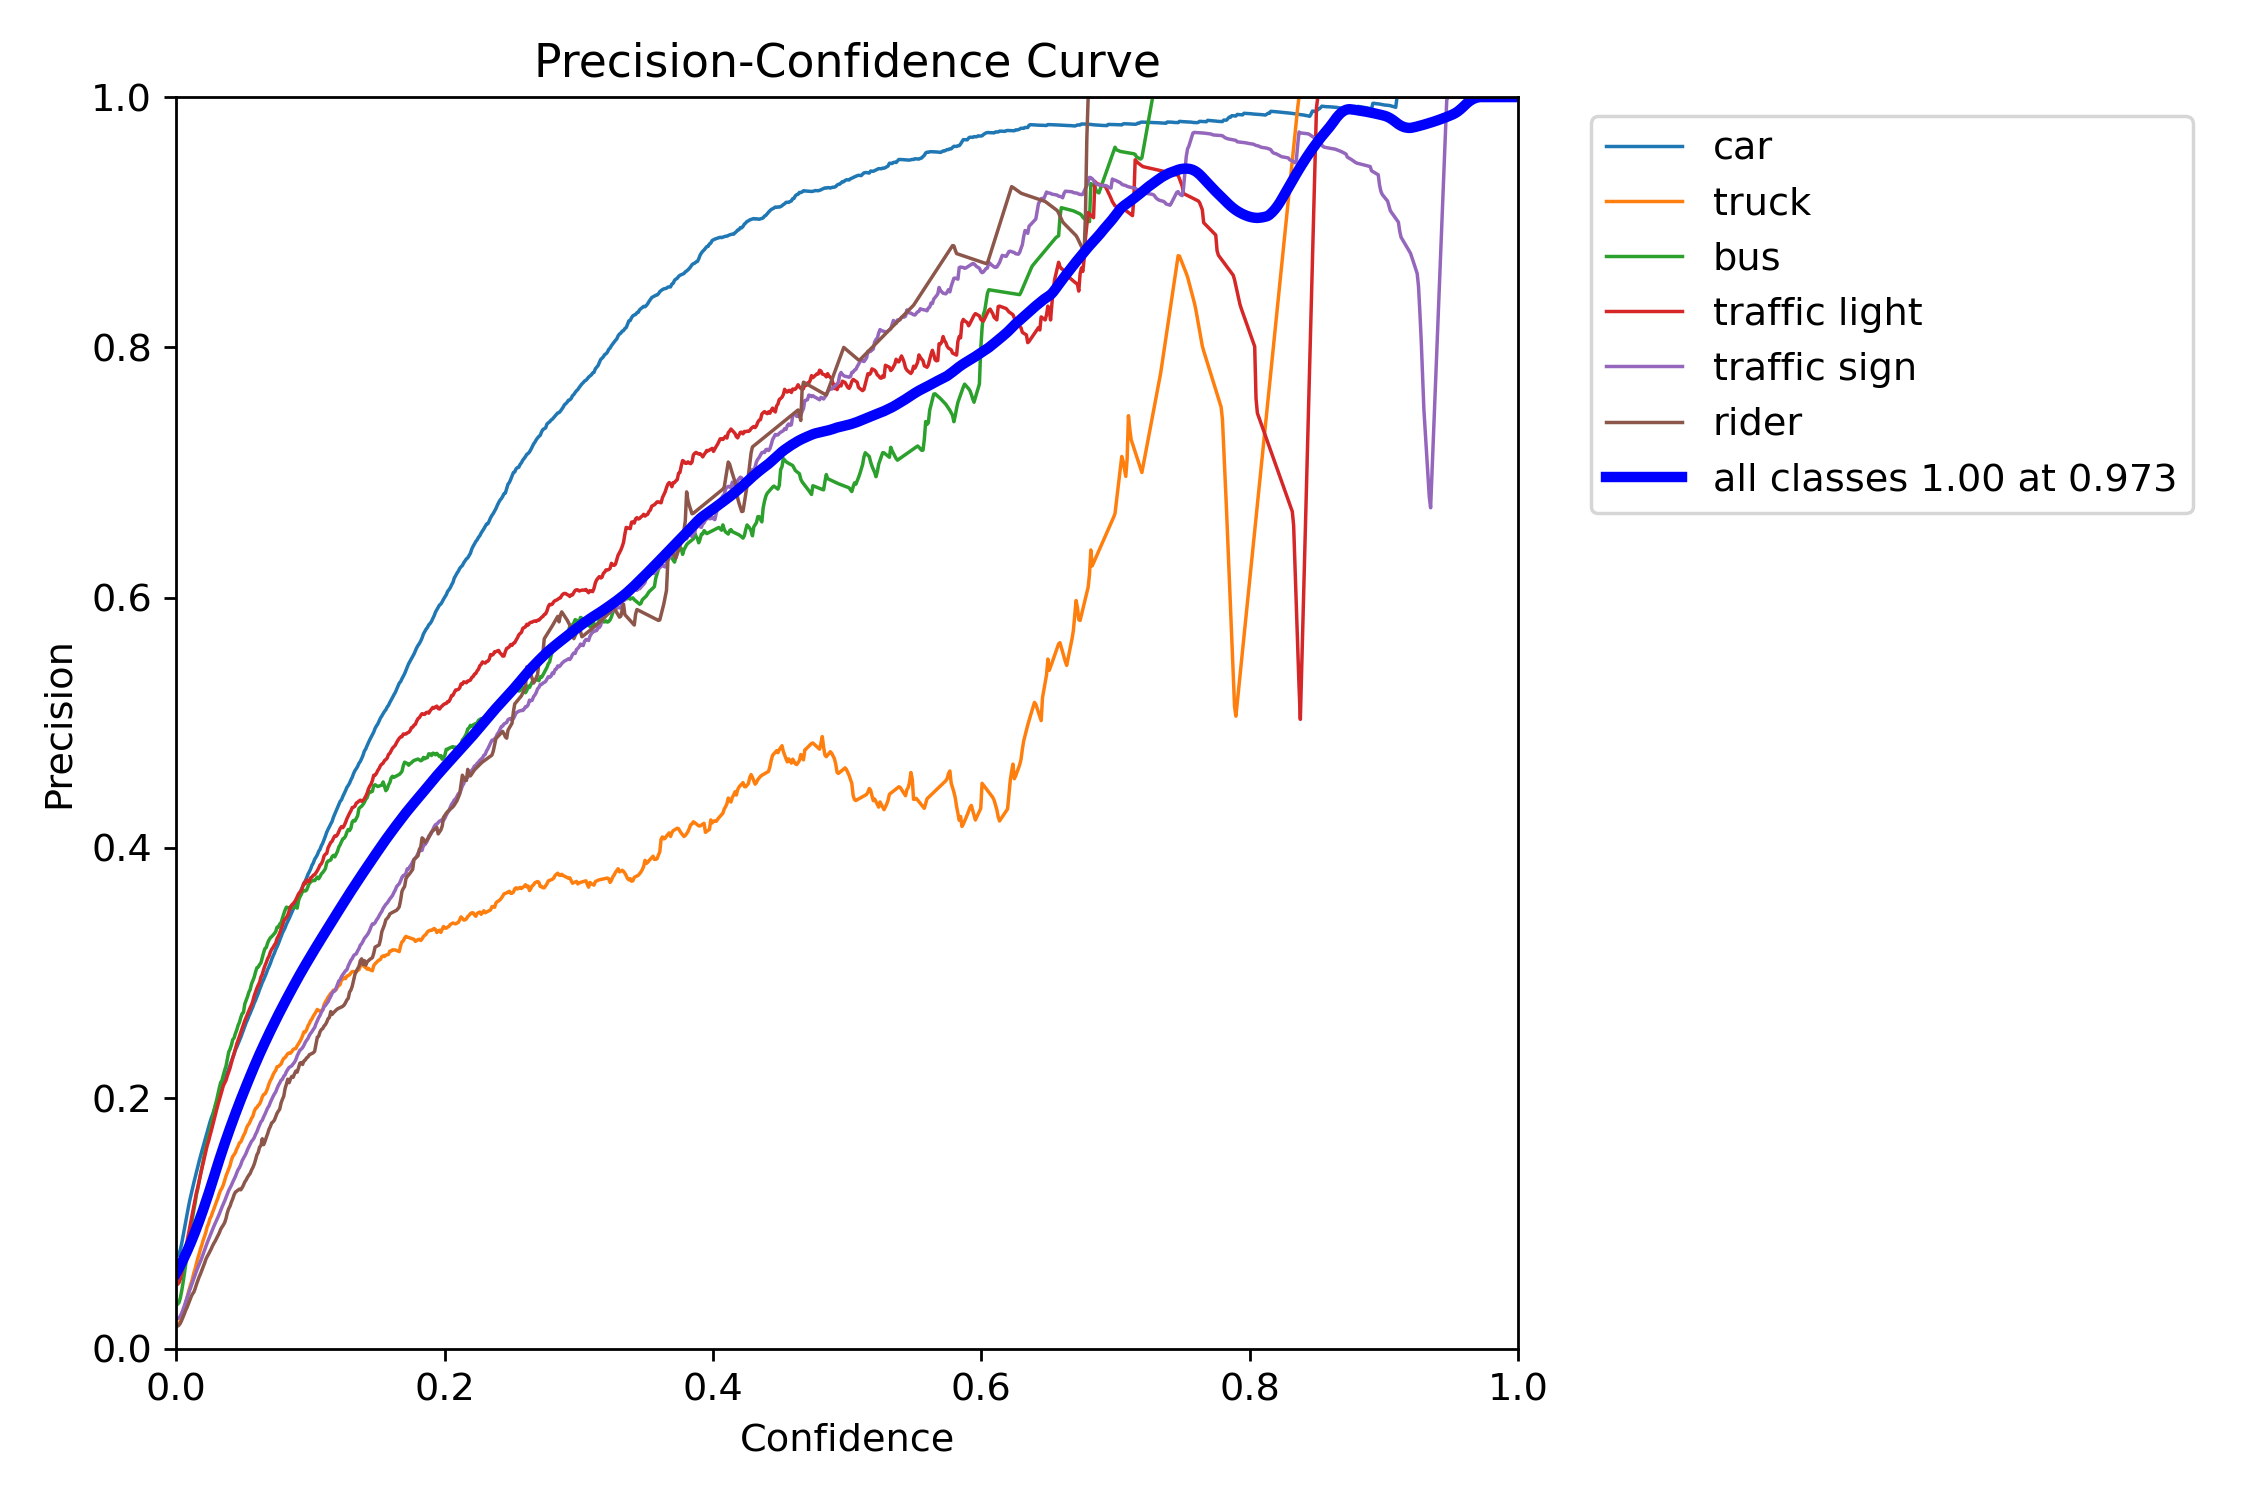 Precision-Confidence Curve
1.0
0.8
0.6
0.4
0.2
0.0
Precision
0.0 0.2 0.4 0.6 0.8 1.0
Confidence
car
truck
bus
traffic light
traffic sign
rider
all classes 1.00 at 0.973